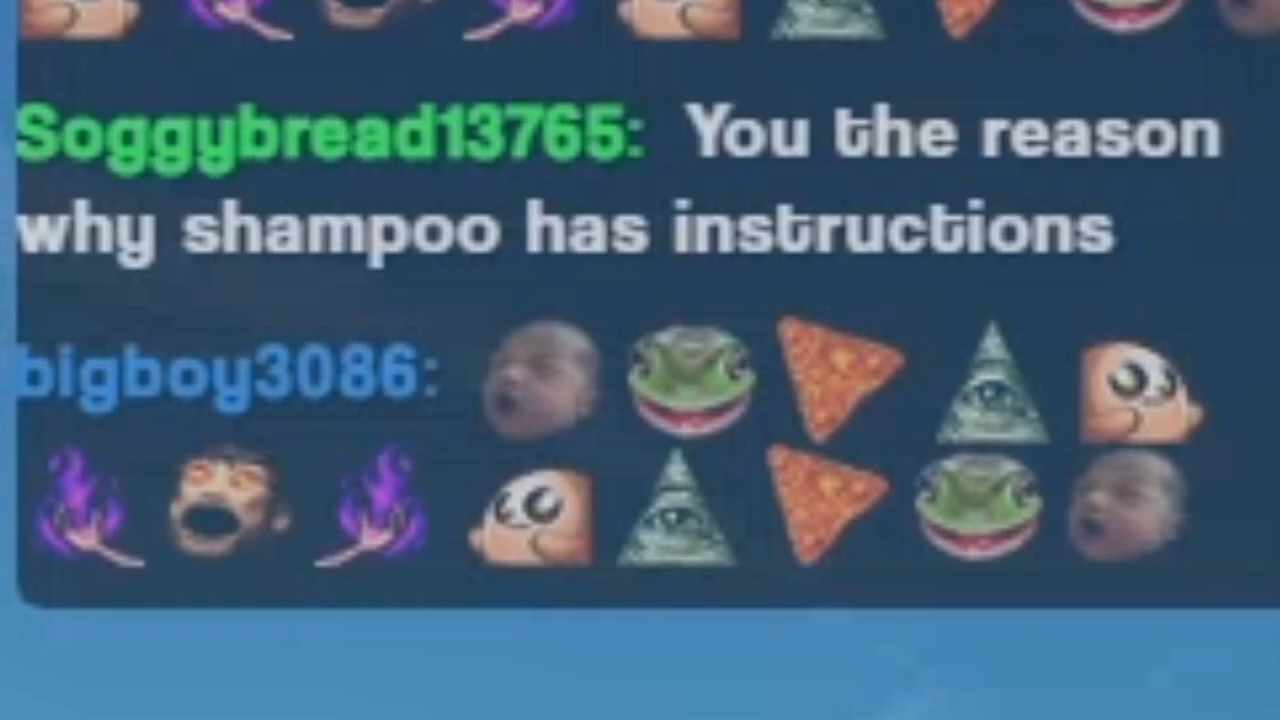 Soggybread13765: You the reason
why shampoo has instructions
bigboy3086: